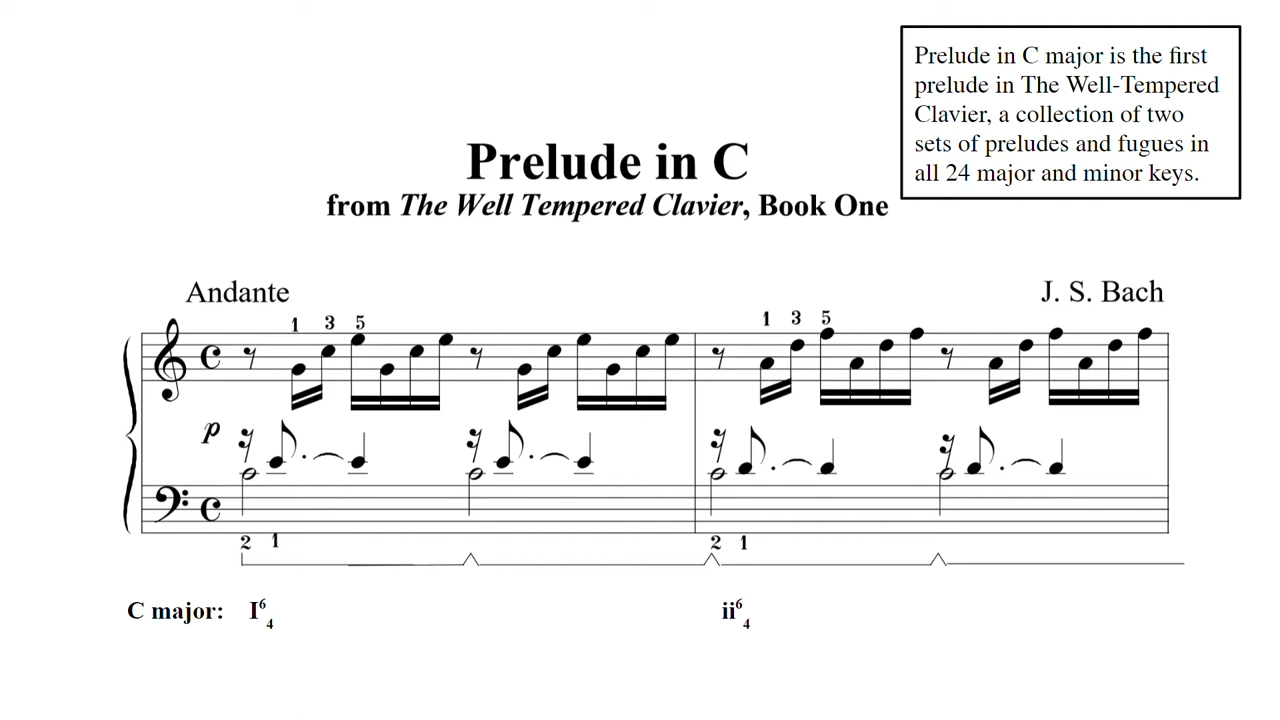 Prelude in C major is the first
prelude in The Well-Tempered
Clavier, a collection of two
sets of preludes and fugues in
all 24 major and minor keys.
Prelude in C
from The Well Tempered Clavier, Book One
Andante
J. S. Bach
1 3 5 1 3 5
p
2 1 2 1
C major: I6 4 ii6 4